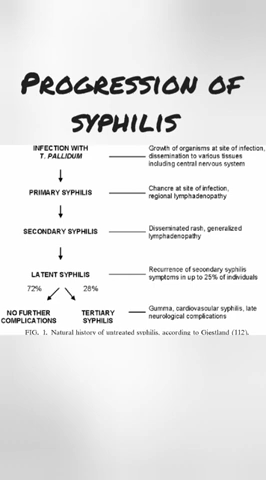 PROGRESSION OF
SYPHILIS
INFECTION WITH
T. PALLIDUM
Growth of organisms at site of infection,
dissemination to various tissues
including central nervous system
PRIMARY SYPHILIS
Chancre at site of infection,
regional lymphadenopathy
SECONDARY SYPHILIS
Disseminated rash, generalized
lymphadenopathy
LATENT SYPHILIS
Recurrence of secondary syphilis
symptoms in up to 25% of individuals
72%
28%
NO FURTHER
COMPLICATIONS
TERTIARY
SYPHILIS
Gumma, cardiovascular syphilis, late
neurological complications
FIG. 1. Natural history of untreated syphilis, according to Gjestland (112).